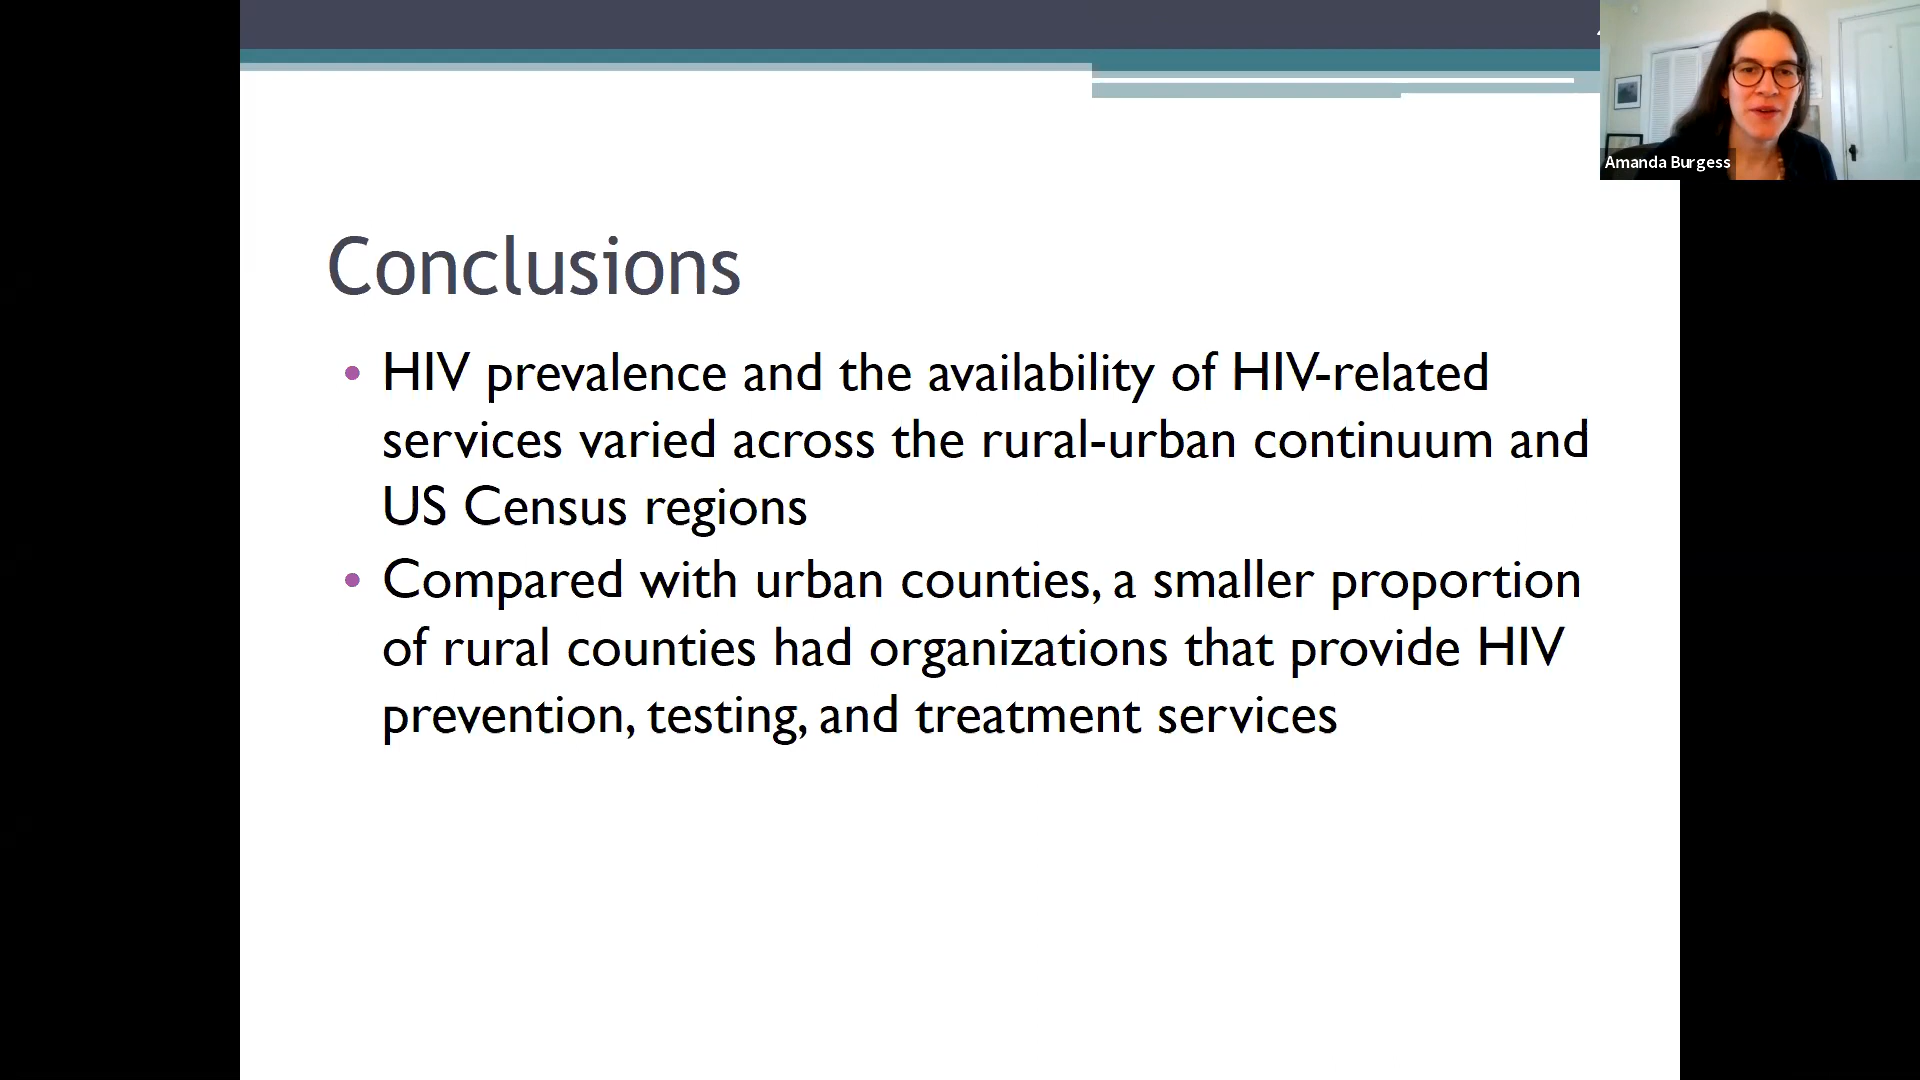 Amanda Burgess
Conclusions
• HIV prevalence and the availability of HIV-related
services varied across the rural-urban continuum and
US Census regions
• Compared with urban counties, a smaller proportion
of rural counties had organizations that provide HIV
prevention, testing, and treatment services